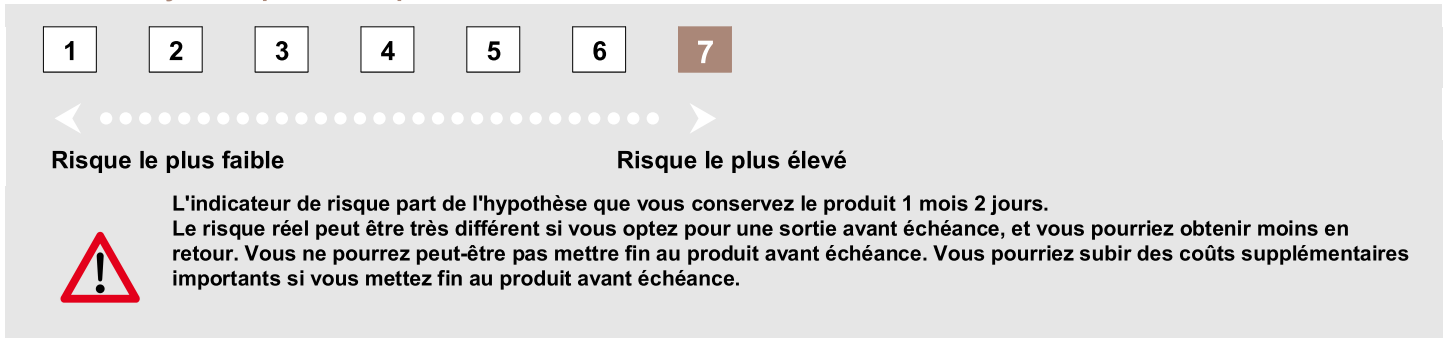 1 2 3 4 5 6 7
Risque le plus faible Risque le plus élevé
L'indicateur de risque part de l'hypothèse que vous conservez le produit 1 mois 2 jours.
Le risque réel peut être très différent si vous optez pour une sortie avant échéance, et vous pourriez obtenir moins en
retour. Vous ne pourrez peut-être pas mettre fin au produit avant échéance. Vous pourriez subir des coûts supplémentaires
importants si vous mettez fin au produit avant échéance.